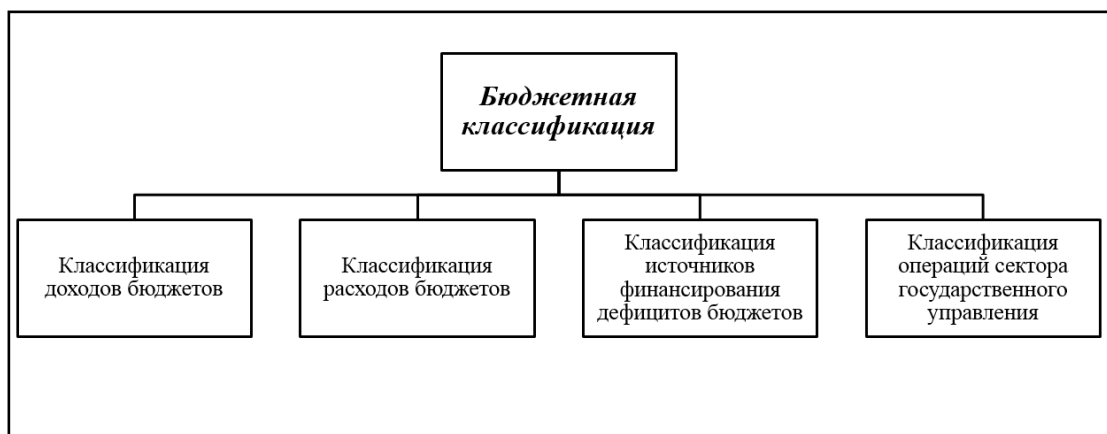 Бюджетная
классификация
Классификация
доходов бюджетов
Классификация
расходов бюджетов
Классификация
источников
финансирования
дефицитов бюджетов
Классификация
операций сектора
государственного
управления